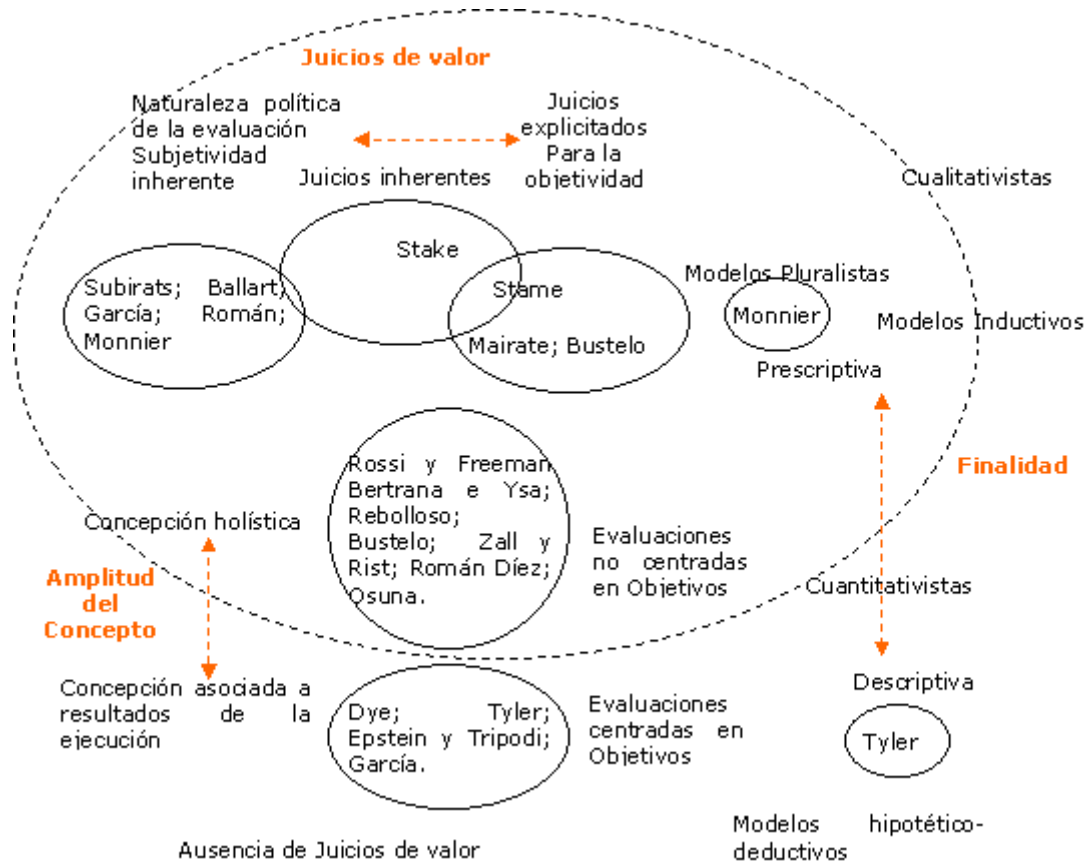 Juicios de valor
Naturaleza política
de la evaluación
Subjetividad
inherente
Juicios
explicitados
Para la
objetividad
Juicios inherentes
Cualitativistas
Stake
Subirats; Ballart;
García; Román;
Monnier
Stame
Mairate; Bustelo
Modelos Pluralistas
Monnier
Modelos Inductivos
Prescriptiva
Rossi y Freeman
Bertrana e Ysa;
Rebolloso;
Bustelo; Zall y
Rist; Román Díez;
Osuna.
Finalidad
Concepción holística
Evaluaciones
no centradas
en Objetivos
Amplitud
del
Concepto
Cuantitativistas
Concepción asociada a
resultados de la
ejecución
Dye; Tyler;
Epstein y Tripodi;
García.
Evaluaciones
centradas en
Objetivos
Descriptiva
Tyler
Ausencia de Juicios de valor
Modelos hipotético-
deductivos